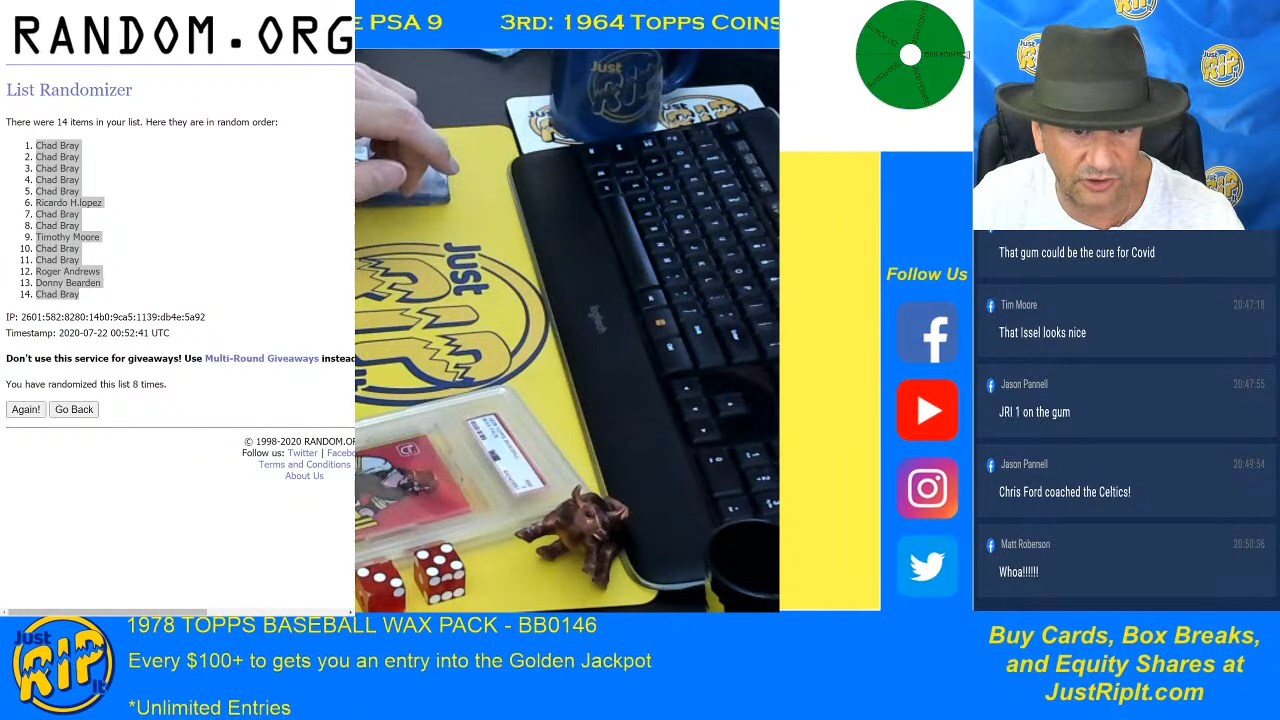 RANDOM.ORG
List Randomizer
There were 14 items in your list. Here they are in random order:
1. Chad Bray
2. Chad Bray
3. Chad Bray
4. Chad Bray
5. Chad Bray
6. Ricardo H.lopez
7. Chad Bray
8. Chad Bray
9. Timothy Moore
10. Chad Bray
11. Chad Bray
12. Roger Andrews
13. Donny Bearden
14. Chad Bray
IP: 2601:582:8280:14b0:9ca5:1139:db4e:5a92
Timestamp: 2020-07-22 00:52:41 UTC
Don't use this service for giveaways! Use Multi-Round Giveaways instead
You have randomized this list 8 times.
Again! Go Back
© 1998-2020 RANDOM.OR
Follow us: Twitter | Facebo
Terms and Conditions
About Us
PSA 9 3rd: 1964 Topps Coins
Just
RIP
Just
logitech
Follow Us
RIP
That gum could be the cure for Covid
Tim Moore 20:47:18
That Issel looks nice
Jason Pannell 20:47:55
JRI 1 on the gum
Jason Pannell 20:49:54
Chris Ford coached the Celtics!
Matt Roberson 20:50:36
Whoa!!!!!!
Just
RIP
It
1978 TOPPS BASEBALL WAX PACK - BB0146
Every $100+ to gets you an entry into the Golden Jackpot
*Unlimited Entries
Buy Cards, Box Breaks,
and Equity Shares at
JustRipIt.com